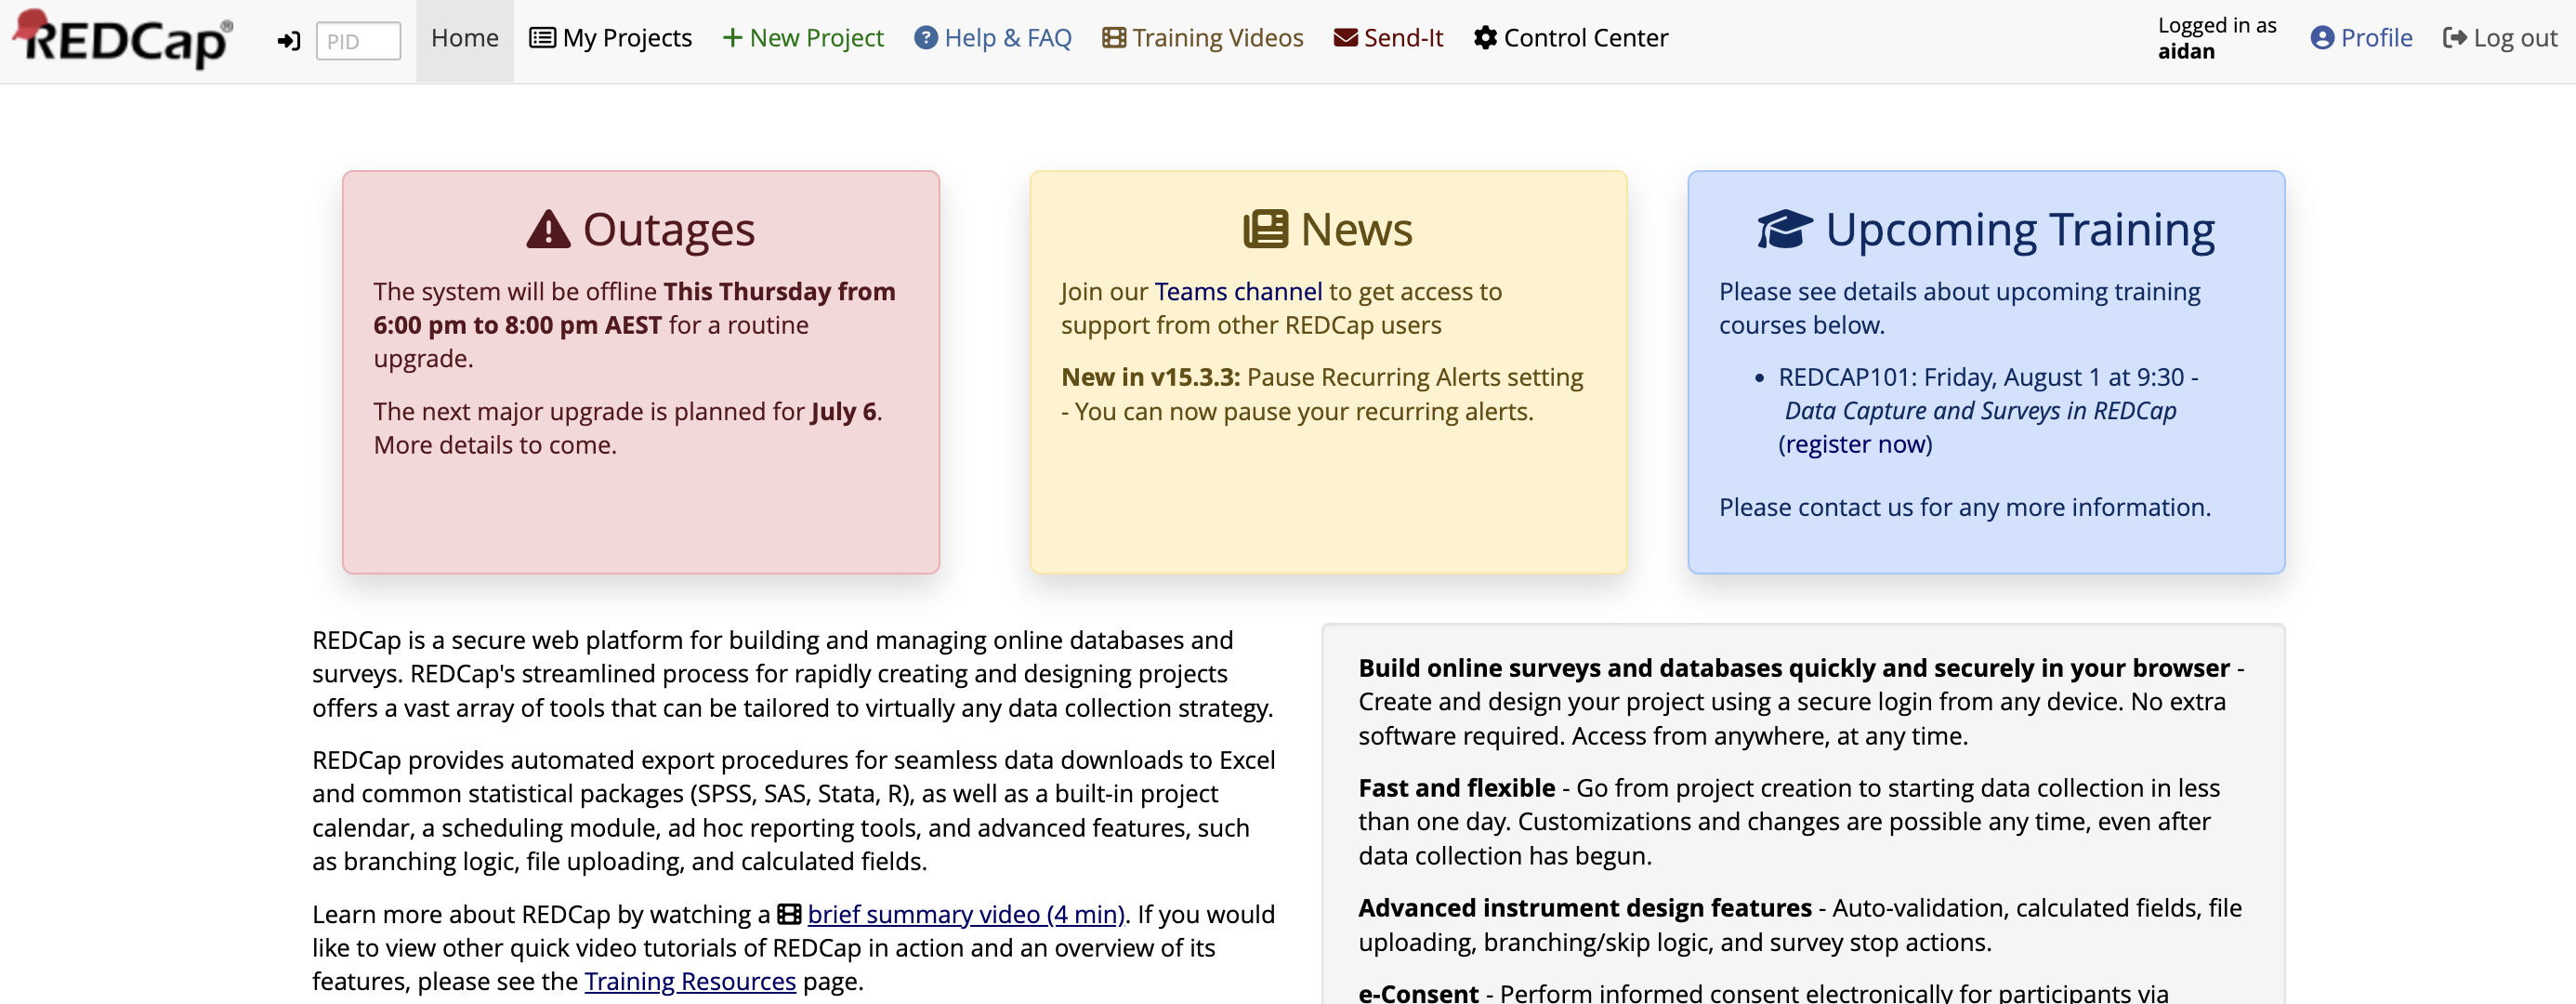 REDCap®
PID
Home
My Projects
New Project
Help & FAQ
Training Videos
Send-It
Control Center
Logged in as
aidan
Profile
Log out
Outages
The system will be offline This Thursday from
6:00 pm to 8:00 pm AEST for a routine
upgrade.
The next major upgrade is planned for July 6.
More details to come.
News
Join our Teams channel to get access to
support from other REDCap users
New in v15.3.3: Pause Recurring Alerts setting
- You can now pause your recurring alerts.
Upcoming Training
Please see details about upcoming training
courses below.
• REDCAP101: Friday, August 1 at 9:30 -
Data Capture and Surveys in REDCap
(register now)
Please contact us for any more information.
REDCap is a secure web platform for building and managing online databases and
surveys. REDCap's streamlined process for rapidly creating and designing projects
offers a vast array of tools that can be tailored to virtually any data collection strategy.
REDCap provides automated export procedures for seamless data downloads to Excel
and common statistical packages (SPSS, SAS, Stata, R), as well as a built-in project
calendar, a scheduling module, ad hoc reporting tools, and advanced features, such
as branching logic, file uploading, and calculated fields.
Learn more about REDCap by watching a brief summary video (4 min). If you would
like to view other quick video tutorials of REDCap in action and an overview of its
features, please see the Training Resources page.
Build online surveys and databases quickly and securely in your browser -
Create and design your project using a secure login from any device. No extra
software required. Access from anywhere, at any time.
Fast and flexible - Go from project creation to starting data collection in less
than one day. Customizations and changes are possible any time, even after
data collection has begun.
Advanced instrument design features - Auto-validation, calculated fields, file
uploading, branching/skip logic, and survey stop actions.
e-Consent - Perform informed consent electronically for participants via